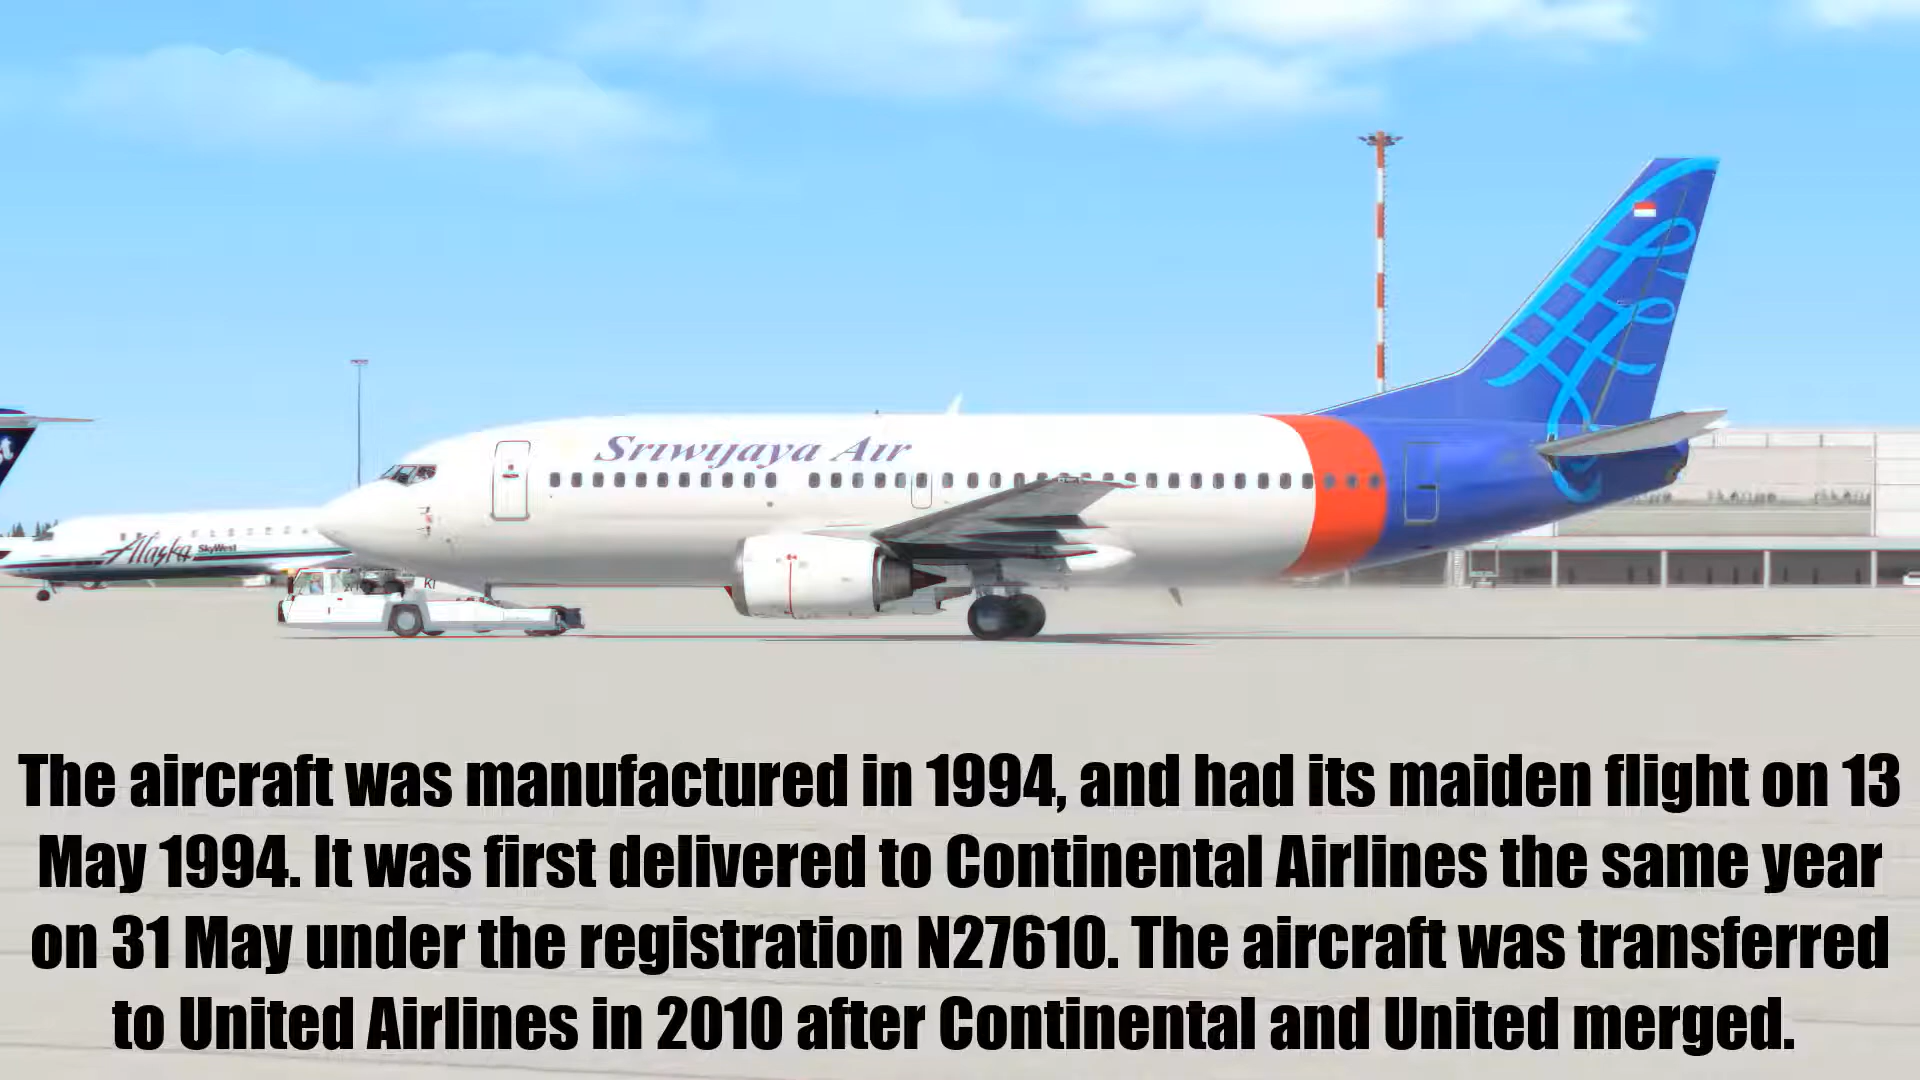 Sriwijaya Air
st
Alaska SkyWest
The aircraft was manufactured in 1994, and had its maiden flight on 13
May 1994. It was first delivered to Continental Airlines the same year
on 31 May under the registration N27610. The aircraft was transferred
to United Airlines in 2010 after Continental and United merged.